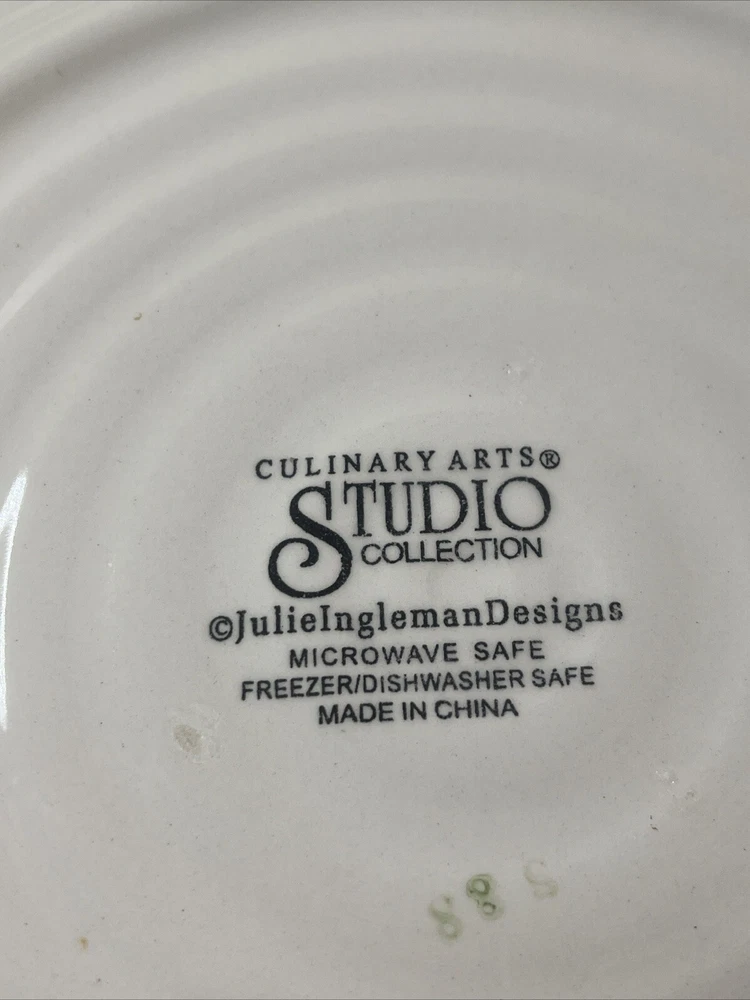 CULINARY ARTS®
STUDIO
COLLECTION
©JulieInglemanDesigns
MICROWAVE SAFE
FREEZER/DISHWASHER SAFE
MADE IN CHINA